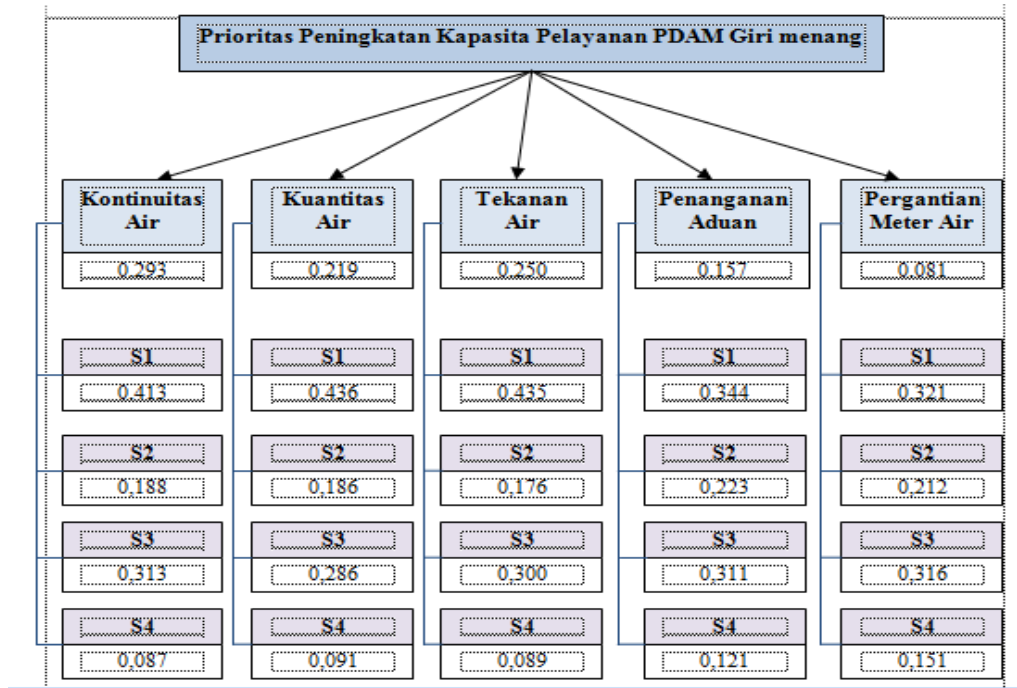 Prioritas Peningkatan Kapasita Pelayanan PDAM Giri menang
Kontinuitas
Air
0.293
Kuantitas
Air
0.219
Tekanan
Air
0.250
Penanganan
Aduan
0.157
Pergantian
Meter Air
0.081
S1
0.413
S1
0.436
S1
0.435
S1
0.344
S1
0.321
S2
0,188
S2
0,186
S2
0,176
S2
0,223
S2
0,212
S3
0,313
S3
0,286
S3
0,300
S3
0,311
S3
0,316
S4
0,087
S4
0,091
S4
0,089
S4
0,121
S4
0,151